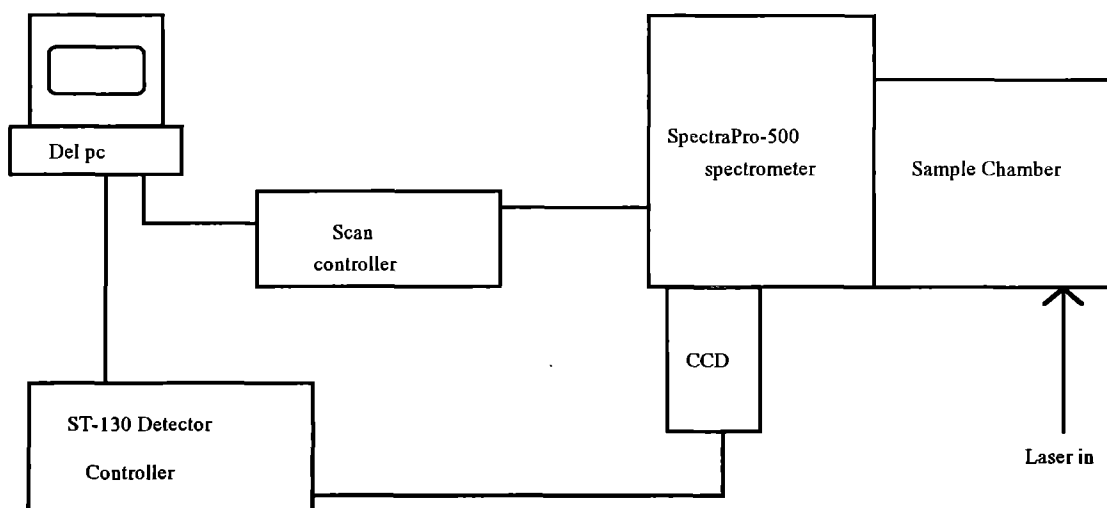 Del pc
SpectraPro-500
spectrometer
Sample Chamber
Scan
controller
CCD
ST-130 Detector
Controller
Laser in